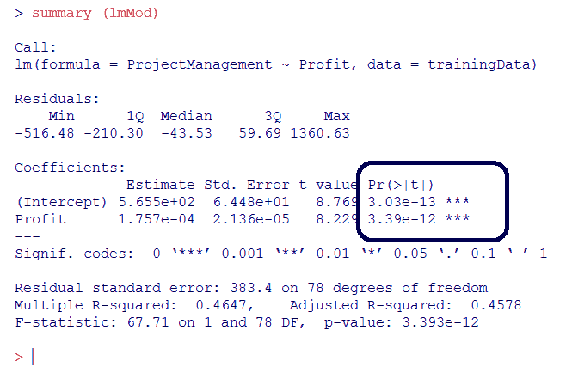 > summary (lmMod)
Call:
lm(formula = ProjectManagement ~ Profit, data = trainingData)
Residuals:
Min 1Q Median 3Q Max
-516.48 -210.30 -43.53 59.69 1360.63
Coefficients:
Estimate Std. Error t value Pr(>|t|)
(Intercept) 5.655e+02 6.448e+01 8.769 3.03e-13 ***
Profit 1.757e-04 2.136e-05 8.229 3.39e-12 ***
---
Signif. codes: 0 ‘***’ 0.001 ‘**’ 0.01 ‘*’ 0.05 ‘.’ 0.1 ‘ ’ 1
Residual standard error: 383.4 on 78 degrees of freedom
Multiple R-squared: 0.4647, Adjusted R-squared: 0.4578
F-statistic: 67.71 on 1 and 78 DF, p-value: 3.393e-12
>